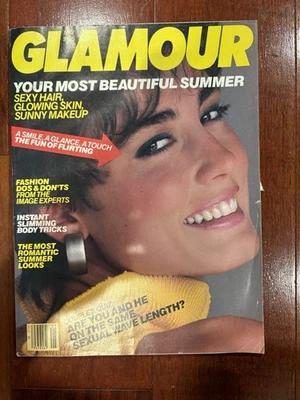 GLAMOUR
YOUR MOST BEAUTIFUL SUMMER
SEXY HAIR,
GLOWING SKIN,
SUNNY MAKEUP
A SMILE, A GLANCE, A TOUCH
THE FUN OF FLIRTING
FASHION
DOS & DON'TS
FROM THE
IMAGE EXPERTS
INSTANT
SLIMMING
BODY TRICKS
THE MOST
ROMANTIC
SUMMER
LOOKS
COUPLES QUIZ:
ARE YOU AND HE
ON THE SAME
SEXUAL WAVE LENGTH?